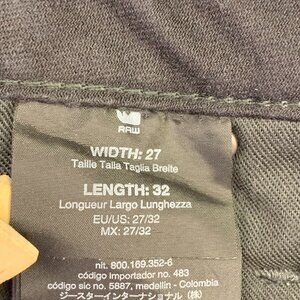 RAW
WIDTH: 27
Taille Talla Taglia Breite
LENGTH: 32
Longueur Largo Lunghezza
EU/US: 27/32
MX: 27/32
nit. 800.169.352-6
código importador no. 483
código sic no. 5887, medellin - Colombia
ジースターインターナショナル (株)